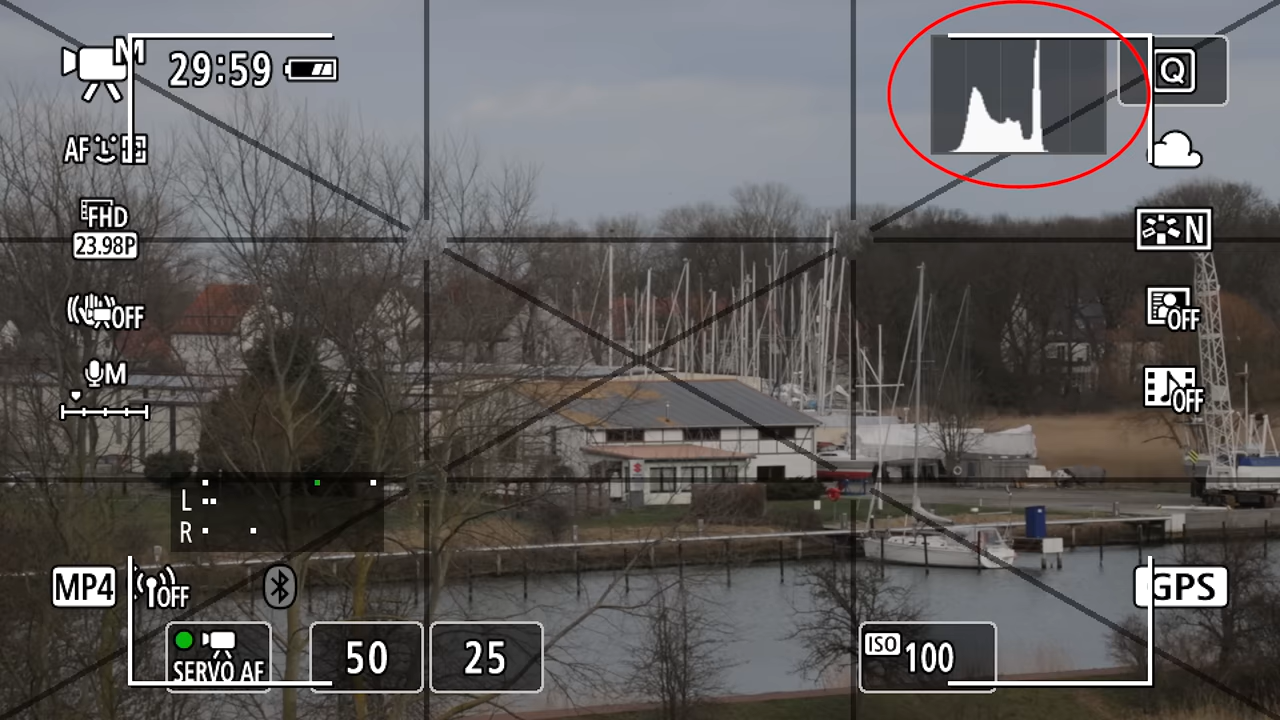 M
29:59
Q
AF
FHD
23.98P
N
OFF
OFF
M
OFF
L
R
MP4
OFF
GPS
SERVO AF
50
25
ISO 100